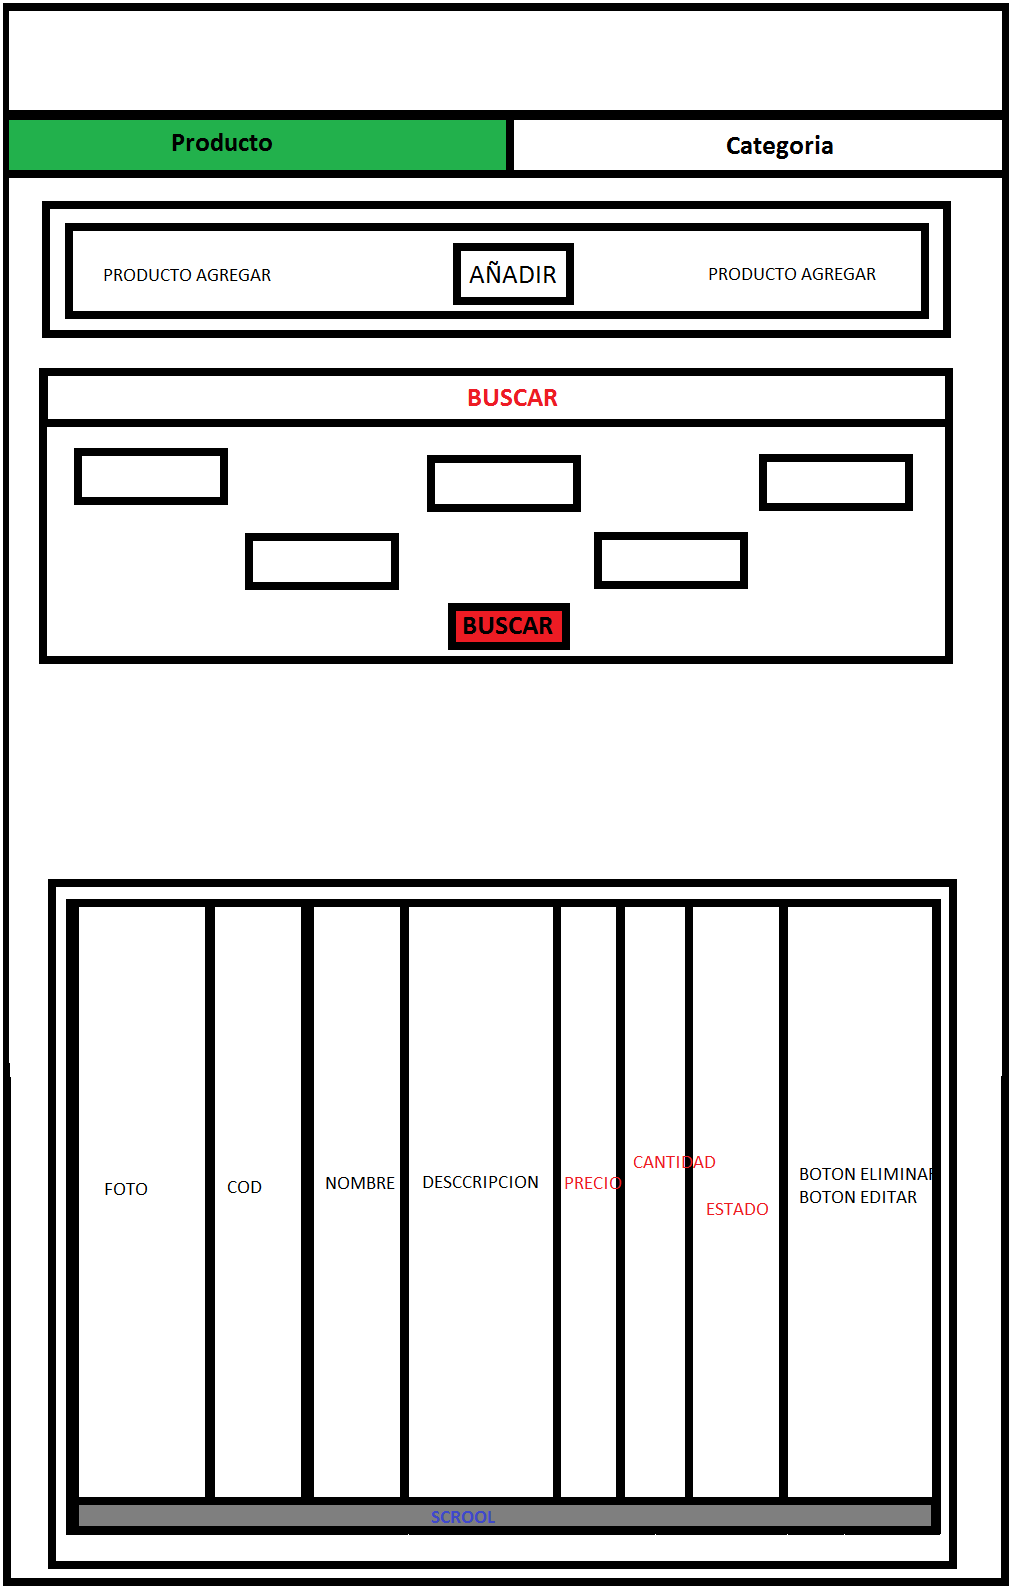 Producto
Categoria
PRODUCTO AGREGAR
AÑADIR
PRODUCTO AGREGAR
BUSCAR
BUSCAR
FOTO
COD
NOMBRE
DESCCRIPCION
PRECIO
CANTIDAD
ESTADO
BOTON ELIMINAR
BOTON EDITAR
SCROOL